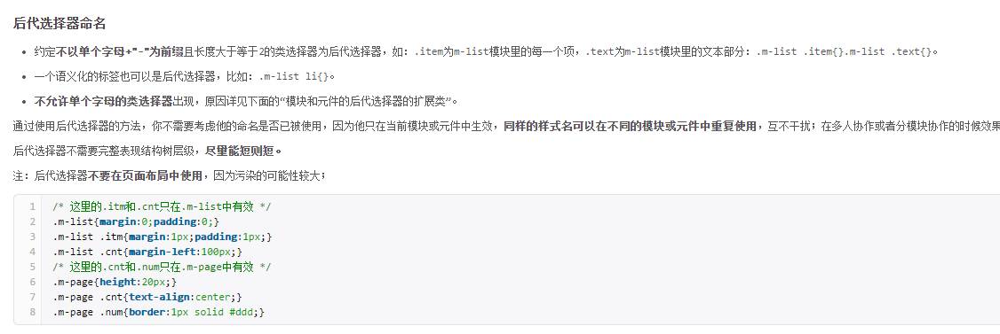 后代选择器命名
约定不以单个字母+"-"为前缀且长度大于等于2的类选择器为后代选择器，如：.item为m-list模块里的每一个项，.text为m-list模块里的文本部分：.m-list .item{}.m-list .text{}。
一个语义化的标签也可以是后代选择器，比如：.m-list li{}。
不允许单个字母的类选择器出现，原因详见下面的“模块和元件的后代选择器的扩展类”。
通过使用后代选择器的方法，你不需要考虑他的命名是否已被使用，因为他只在当前模块或元件中生效，同样的样式名可以在不同的模块或元件中重复使用，互不干扰；在多人协作或者分模块协作的时候效果
后代选择器不需要完整表现结构树层级，尽量能短则短。
注：后代选择器不要在页面布局中使用，因为污染的可能性较大；
1 /* 这里的.itm和.cnt只在.m-list中有效 */
2 .m-list{margin:0;padding:0;}
3 .m-list .itm{margin:1px;padding:1px;}
4 .m-list .cnt{margin-left:100px;}
5 /* 这里的.cnt和.num只在.m-page中有效 */
6 .m-page{height:20px;}
7 .m-page .cnt{text-align:center;}
8 .m-page .num{border:1px solid #ddd;}